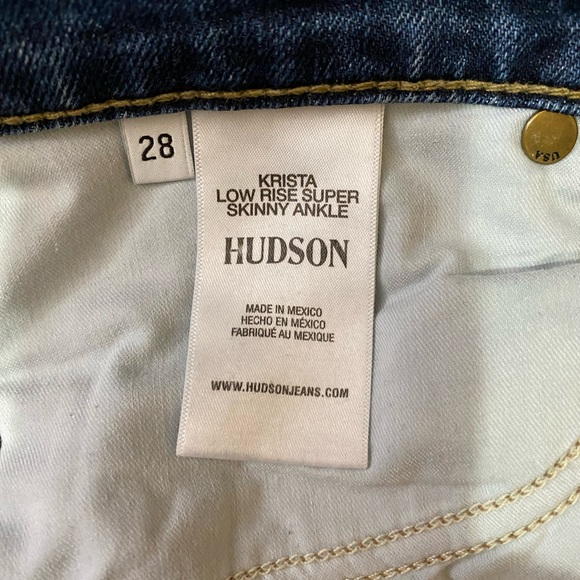 28
KRISTA
LOW RISE SUPER
SKINNY ANKLE
HUDSON
MADE IN MEXICO
HECHO EN MÉXICO
FABRIQUÉ AU MEXIQUE
WWW.HUDSONJEANS.COM
USA